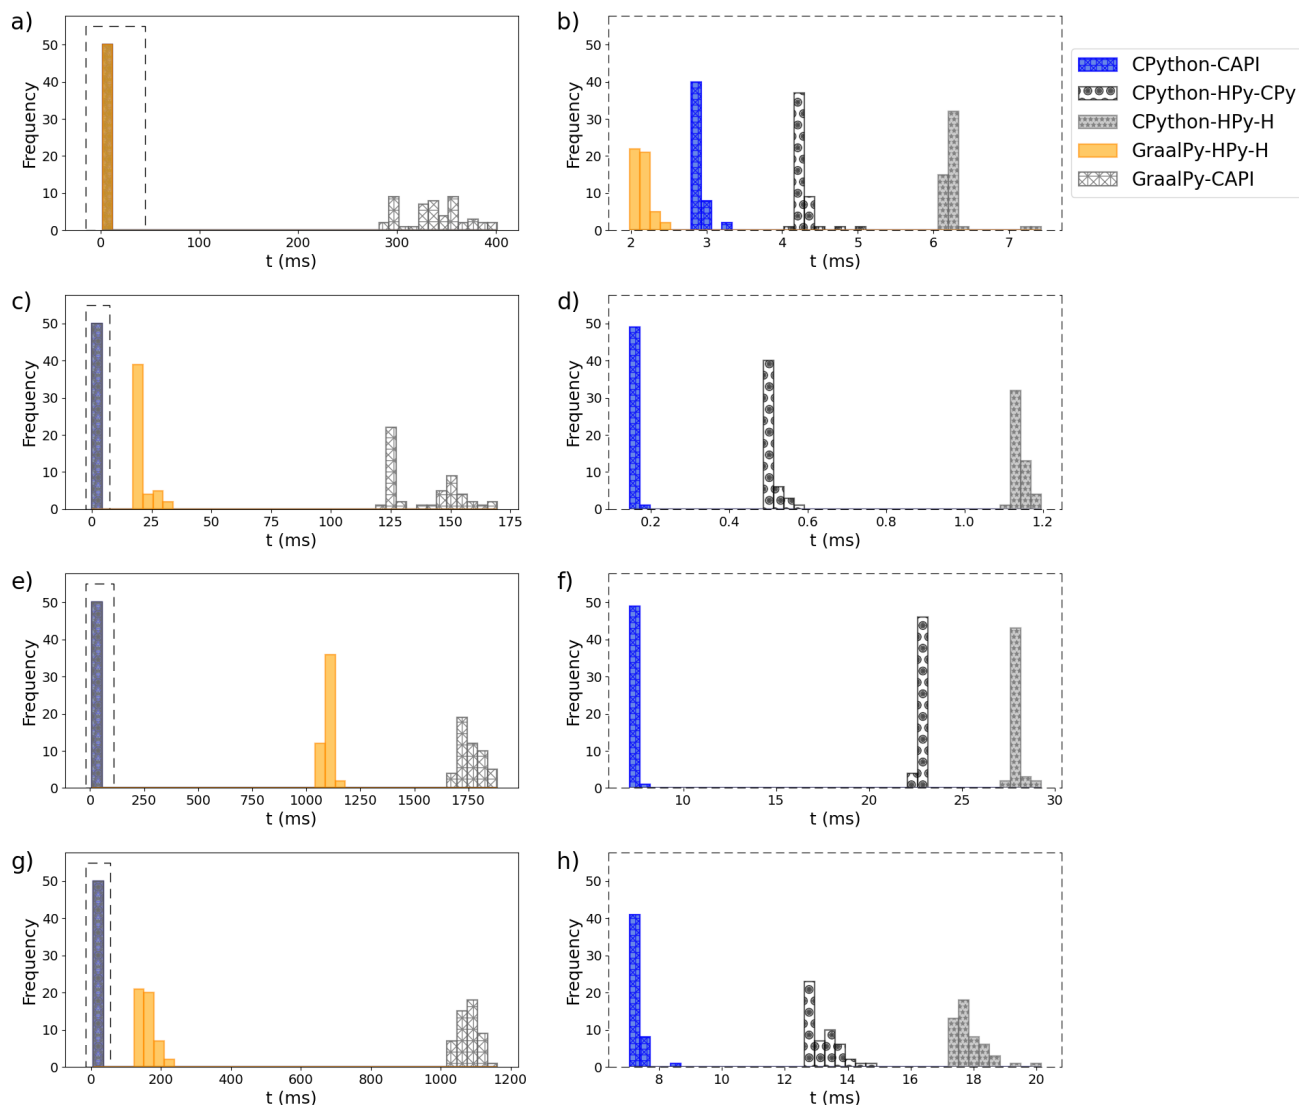 a)
50
40
30
20
10
0
Frequency
0 100 200 300 400
t (ms)
b)
50
40
30
20
10
0
Frequency
2 3 4 5 6 7
t (ms)
CPython-CAPI
CPython-HPy-CPy
CPython-HPy-H
GraalPy-HPy-H
GraalPy-CAPI
c)
50
40
30
20
10
0
Frequency
0 25 50 75 100 125 150 175
t (ms)
d)
50
40
30
20
10
0
Frequency
0.2 0.4 0.6 0.8 1.0 1.2
t (ms)
e)
50
40
30
20
10
0
Frequency
0 250 500 750 1000 1250 1500 1750
t (ms)
f)
50
40
30
20
10
0
Frequency
10 15 20 25 30
t (ms)
g)
50
40
30
20
10
0
Frequency
0 200 400 600 800 1000 1200
t (ms)
h)
50
40
30
20
10
0
Frequency
8 10 12 14 16 18 20
t (ms)